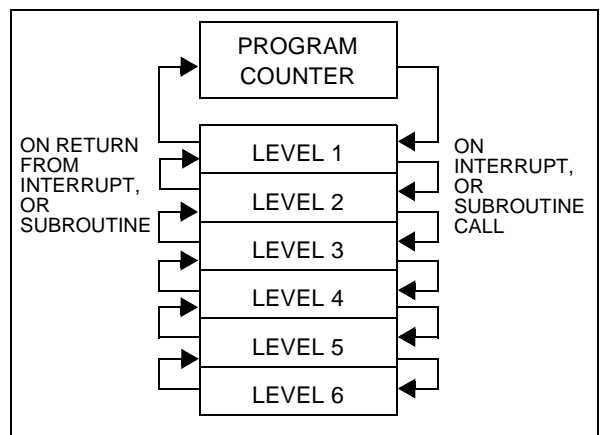 PROGRAM
COUNTER
ON RETURN
FROM
INTERRUPT,
OR
SUBROUTINE
ON
INTERRUPT,
OR
SUBROUTINE
CALL
LEVEL 1
LEVEL 2
LEVEL 3
LEVEL 4
LEVEL 5
LEVEL 6